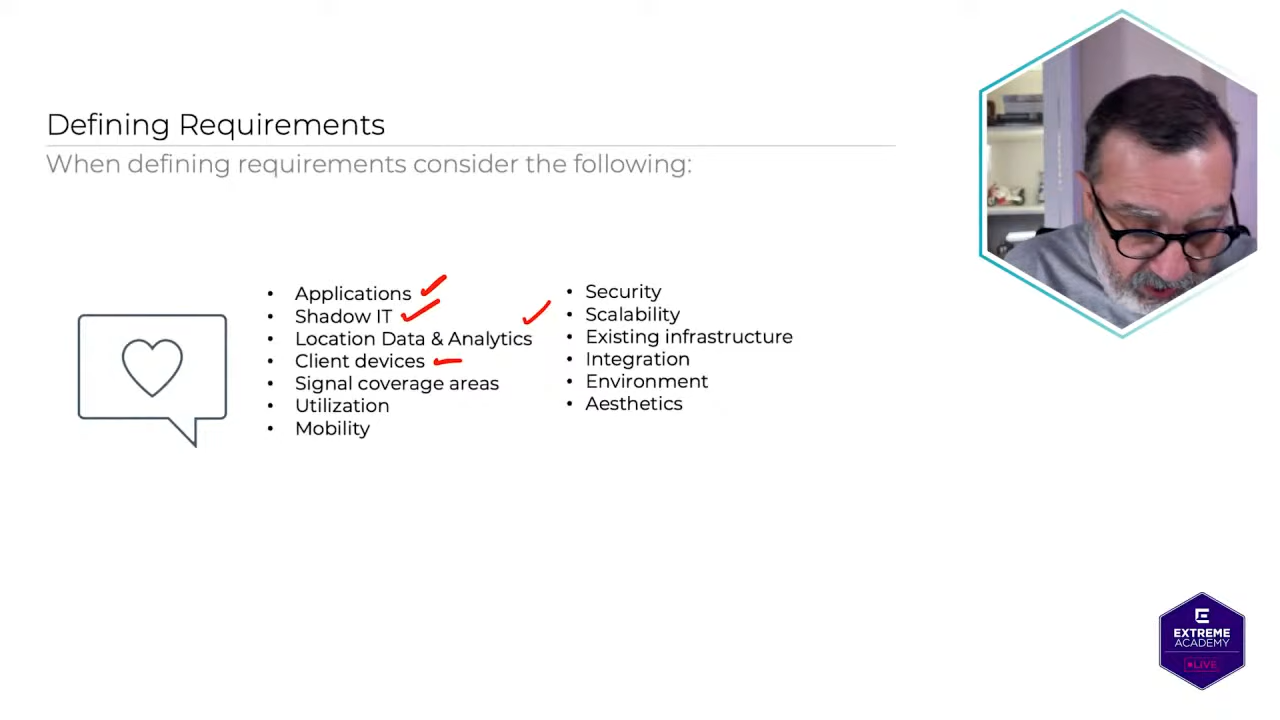 Defining Requirements
When defining requirements consider the following:
• Applications
• Shadow IT
• Location Data & Analytics
• Client devices
• Signal coverage areas
• Utilization
• Mobility
• Security
• Scalability
• Existing infrastructure
• Integration
• Environment
• Aesthetics
EXTREME
ACADEMY
LIVE